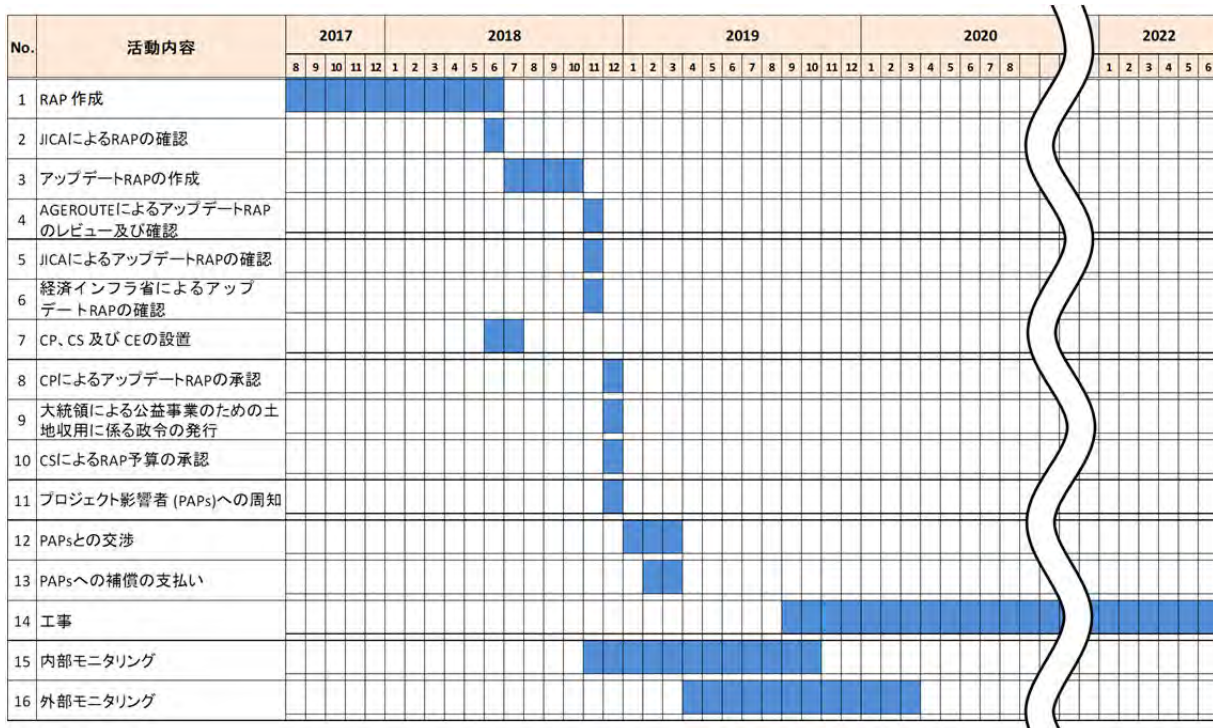 No. 活動内容 2017 2018 2019 2020 2022
8 9 10 11 12 1 2 3 4 5 6 7 8 9 10 11 12 1 2 3 4 5 6 7 8 9 10 11 12 1 2 3 4 5 6 7 8 1 2 3 4 5 6
1 RAP 作成
2 JICAによるRAPの確認
3 アップデートRAPの作成
4 AGEROUTEによるアップデートRAP
のレビュー及び確認
5 JICAによるアップデートRAPの確認
6 経済インフラ省によるアップ
デートRAPの確認
7 CP、CS 及び CEの設置
8 CPによるアップデートRAPの承認
9 大統領による公益事業のための土
地収用に係る政令の発行
10 CSによるRAP予算の承認
11 プロジェクト影響者 (PAPs)への周知
12 PAPsとの交渉
13 PAPsへの補償の支払い
14 工事
15 内部モニタリング
16 外部モニタリング